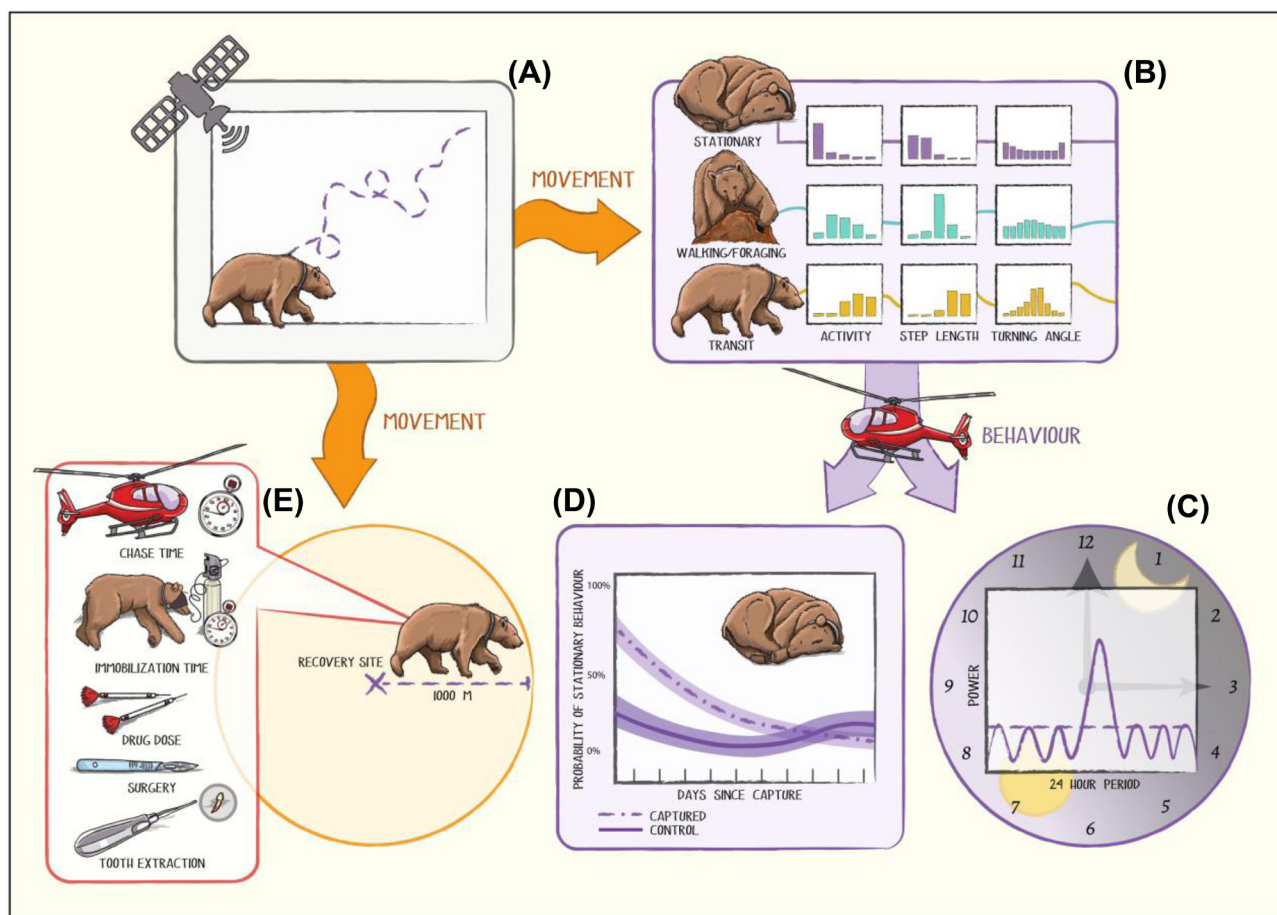 (A)
(B)
STATIONARY
WALKING/FORAGING
TRANSIT
ACTIVITY
STEP LENGTH
TURNING ANGLE
MOVEMENT
MOVEMENT
BEHAVIOUR
(E)
CHASE TIME
IMMOBILIZATION TIME
DRUG DOSE
SURGERY
TOOTH EXTRACTION
RECOVERY SITE
1000 M
(D)
PROBABILITY OF STATIONARY BEHAVIOUR
100%
50%
0%
DAYS SINCE CAPTURE
CAPTURED
CONTROL
(C)
12
1
2
3
4
5
6
7
8
9
10
11
POWER
24 HOUR PERIOD